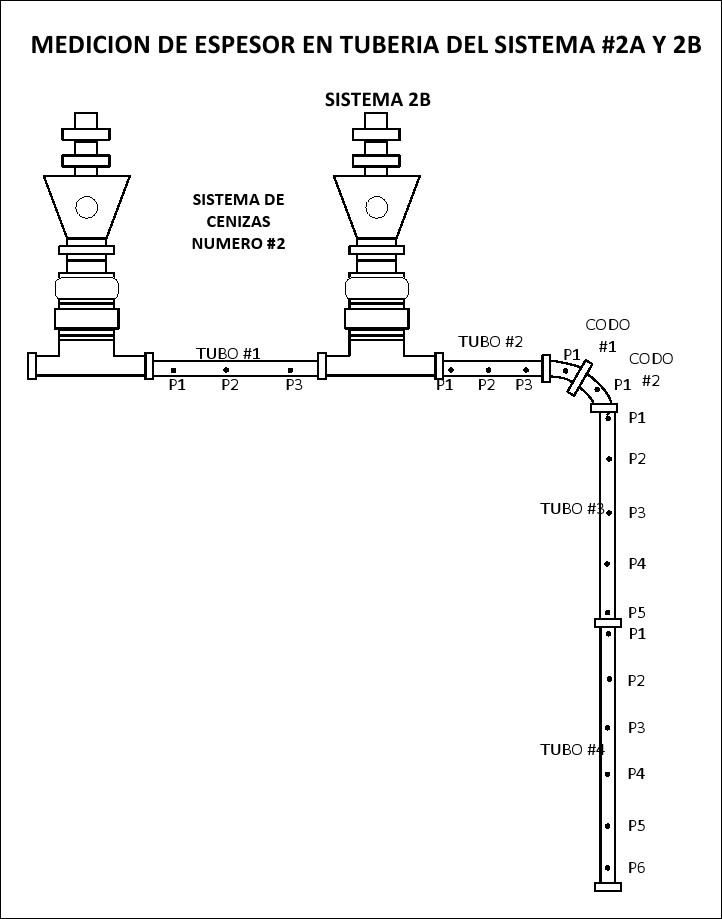 MEDICION DE ESPESOR EN TUBERIA DEL SISTEMA #2A Y 2B
SISTEMA 2B
SISTEMA DE
CENIZAS
NUMERO #2
TUBO #1
P1 P2 P3
TUBO #2
P1 P2 P3
CODO
#1
P1
CODO
#2
P1
P1
P2
TUBO #3
P3
P4
P5
P1
P2
P3
TUBO #4
P4
P5
P6